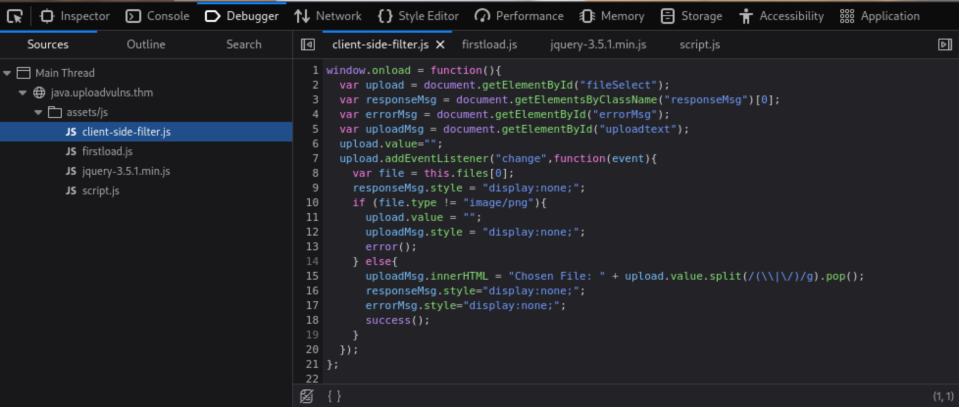 Inspector Console Debugger Network Style Editor Performance Memory Storage Accessibility Application
Sources Outline Search
client-side-filter.js firstload.js jquery-3.5.1.min.js script.js
Main Thread
java.uploadvulns.thm
assets/js
JS client-side-filter.js
JS firstload.js
JS jquery-3.5.1.min.js
JS script.js
1 window.onload = function(){
2   var upload = document.getElementById("fileSelect");
3   var responseMsg = document.getElementsByClassName("responseMsg")[0];
4   var errorMsg = document.getElementById("errorMsg");
5   var uploadMsg = document.getElementById("uploadtext");
6   upload.value="";
7   upload.addEventListener("change",function(event){
8     var file = this.files[0];
9     responseMsg.style = "display:none;";
10     if (file.type != "image/png"){
11       upload.value = "";
12       uploadMsg.style = "display:none;";
13       error();
14     } else{
15       uploadMsg.innerHTML = "Chosen File: " + upload.value.split(/(\\|\/)/g).pop();
16       responseMsg.style="display:none;";
17       errorMsg.style="display:none;";
18       success();
19     }
20   });
21 };
22
{ } (1, 1)